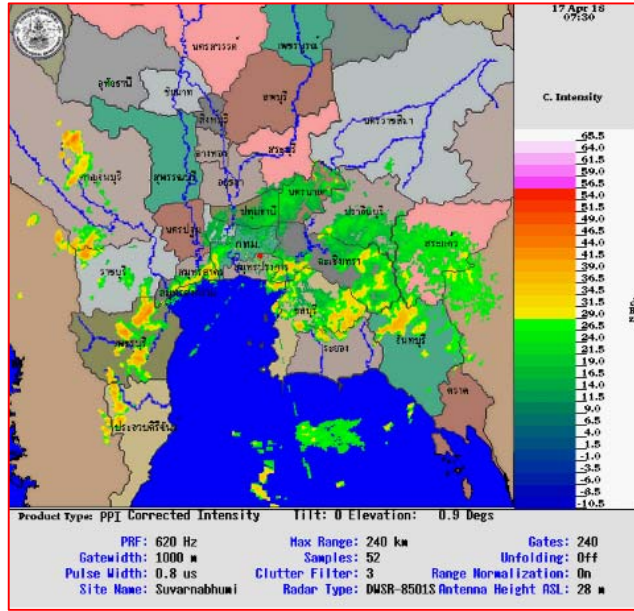 17 Apr 16
07:30
C. Intensity
นครสวรรค์
เพชรบูรณ์
อุทัยธานี
ชัยนาท
ลพบุรี
สิงห์บุรี
นครราชสีมา
อ่างทอง
สระบุรี
กาญจนบุรี
สุพรรณบุรี
อยุธยา
นครนายก
ปทุมธานี
ปราจีนบุรี
นครปฐม
กทม.
สระแก้ว
ฉะเชิงเทรา
สมุทรปราการ
สมุทรสาคร
ราชบุรี
ชลบุรี
เพชรบุรี
ระยอง
จันทบุรี
ตราด
65.5
64.0
61.5
59.0
56.5
54.0
51.5
49.0
46.5
44.0
41.5
39.0
36.5
34.0
31.5
29.0
26.5
24.0
21.5
19.0
16.5
14.0
11.5
9.0
6.5
4.0
1.5
-1.0
-3.5
-6.0
-8.5
-10.5
Product Type: PPI Corrected Intensity Tilt: 0 Elevation: 0.9 Degs
PRF: 620 Hz Max Range: 240 km Gates: 240
Gatewidth: 1000 m Samples: 52 Unfolding: Off
Pulse Width: 0.8 us Clutter Filter: 3 Range Normalization: On
Site Name: Suvarnabhumi Radar Type: DWSR-8501S Antenna Height ASL: 28 m